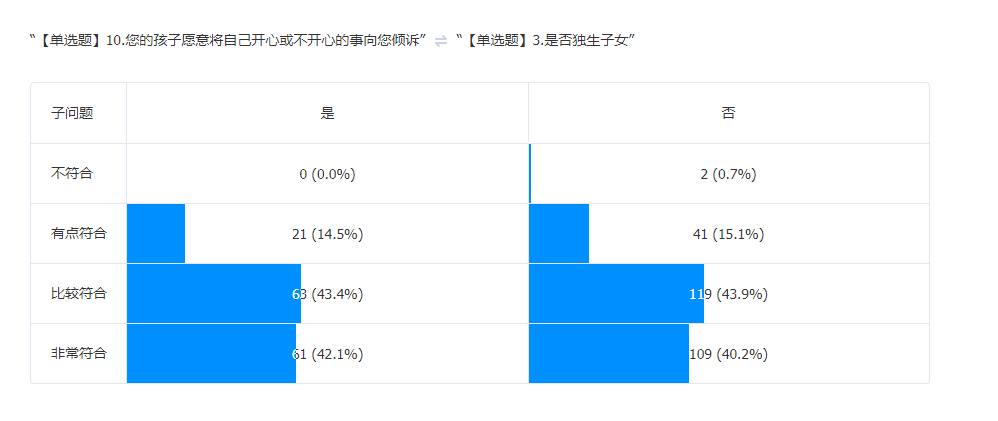 “【单选题】10.您的孩子愿意将自己开心或不开心的事向您倾诉” ⇌ “【单选题】3.是否独生子女”
子问题 是 否
不符合 0 (0.0%) 2 (0.7%)
有点符合 21 (14.5%) 41 (15.1%)
比较符合 63 (43.4%) 119 (43.9%)
非常符合 61 (42.1%) 109 (40.2%)